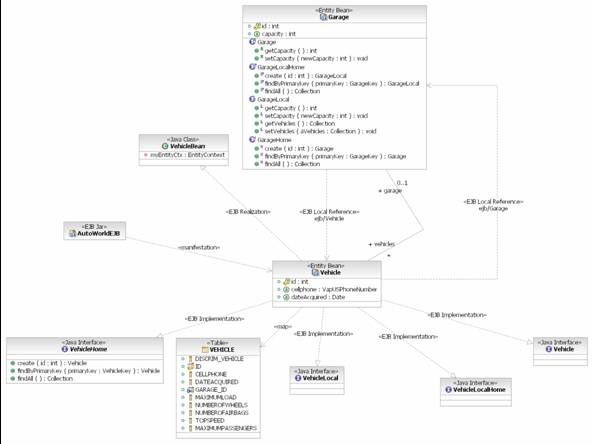 «Entity Bean»
Garage
id : int
capacity : int
Garage
getCapacity ( ) : int
setCapacity ( newCapacity : int ) : void
GarageLocalHome
create ( id : int ) : GarageLocal
findByPrimaryKey ( primaryKey : GarageKey ) : GarageLocal
findAll ( ) : Collection
GarageLocal
getCapacity ( ) : int
setCapacity ( newCapacity : int ) : void
getVehicles ( ) : Collection
setVehicles ( aVehicles : Collection ) : void
GarageHome
create ( id : int ) : Garage
findByPrimaryKey ( primaryKey : GarageKey ) : Garage
findAll ( ) : Collection
«Java Class»
VehicleBean
myEntityCtx : EntityContext
0..1
+ garage
«EJB Realization»
«EJB Local Reference»
ejb/Vehicle
«EJB Local Reference»
ejb/Garage
«EJB Jar»
AutoWorldEJB
«manifestation»
+ vehicles
*
«Entity Bean»
Vehicle
id : int
cellphone : VapUSPhoneNumber
dateAcquired : Date
«EJB Implementation»
«map»
«EJB Implementation»
«EJB Implementation»
«EJB Implementation»
«Java Interface»
VehicleHome
create ( id : int ) : Vehicle
findByPrimaryKey ( primaryKey : VehicleKey ) : Vehicle
findAll ( ) : Collection
«Table»
VEHICLE
DISCRIM_VEHICLE
ID
CELLPHONE
DATEACQUIRED
GARAGE_ID
MAXIMUMLOAD
NUMBEROFWHEELS
NUMBEROFAIRBAGS
TOPSPEED
MAXIMUMPASSENGERS
«Java Interface»
VehicleLocal
«Java Interface»
VehicleLocalHome
«Java Interface»
Vehicle